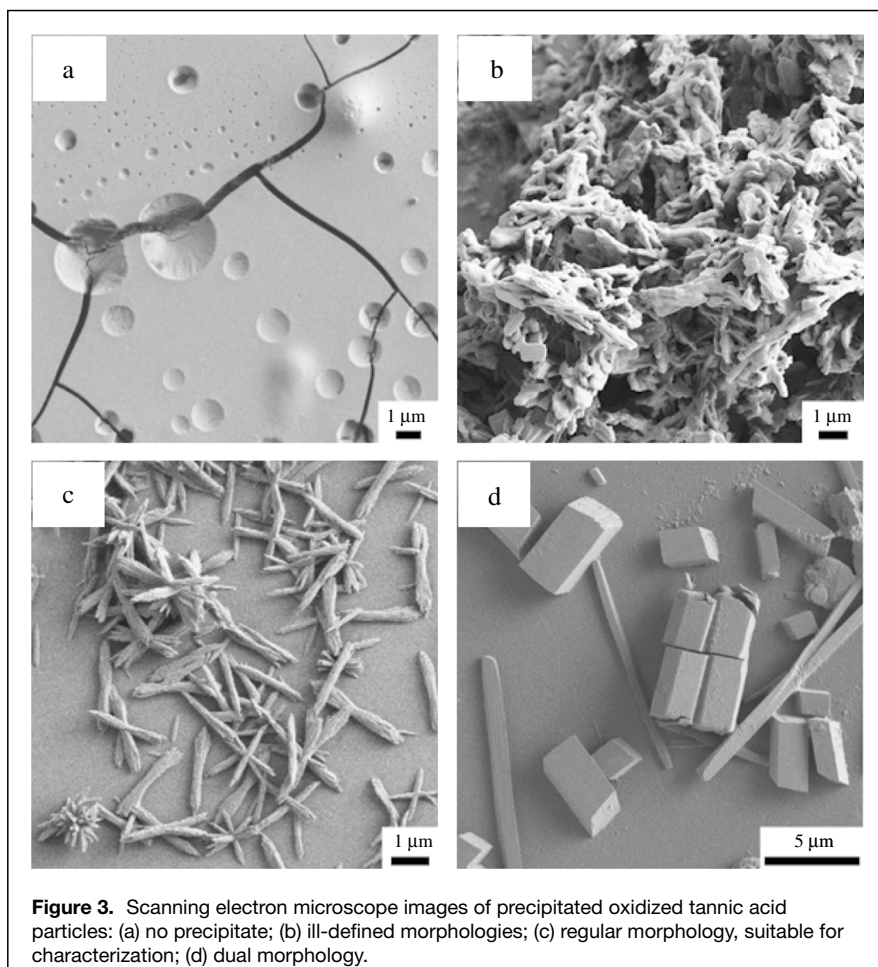 a
b
1 μm
1 μm
c
d
1 μm
5 μm
Figure 3. Scanning electron microscope images of precipitated oxidized tannic acid
particles: (a) no precipitate; (b) ill-defined morphologies; (c) regular morphology, suitable for
characterization; (d) dual morphology.